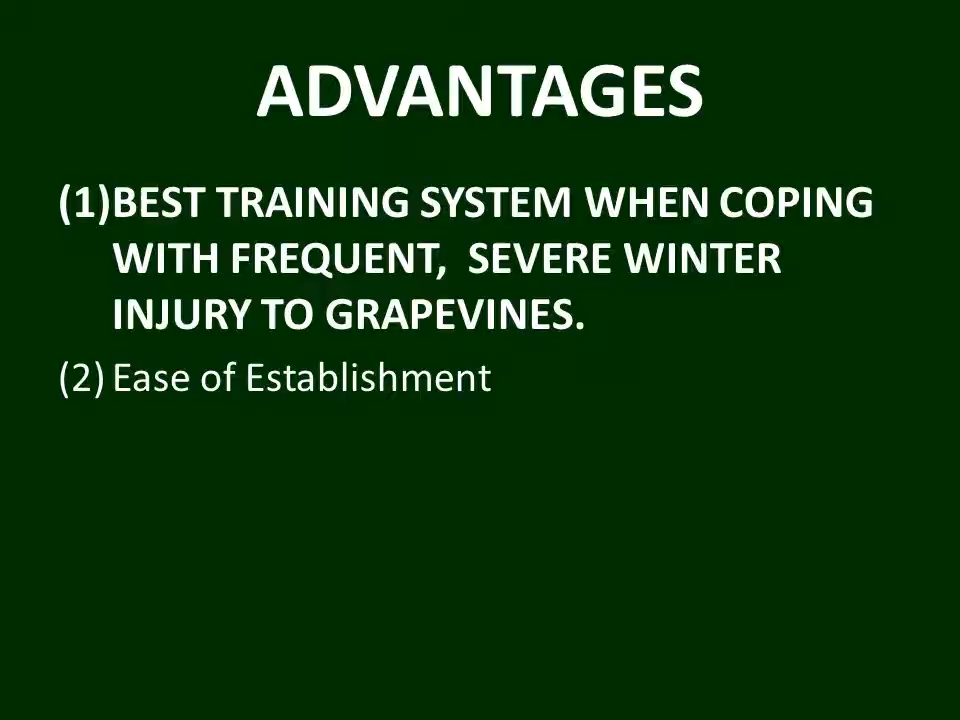 ADVANTAGES
(1)BEST TRAINING SYSTEM WHEN COPING
WITH FREQUENT,  SEVERE WINTER
INJURY TO GRAPEVINES.
(2) Ease of Establishment